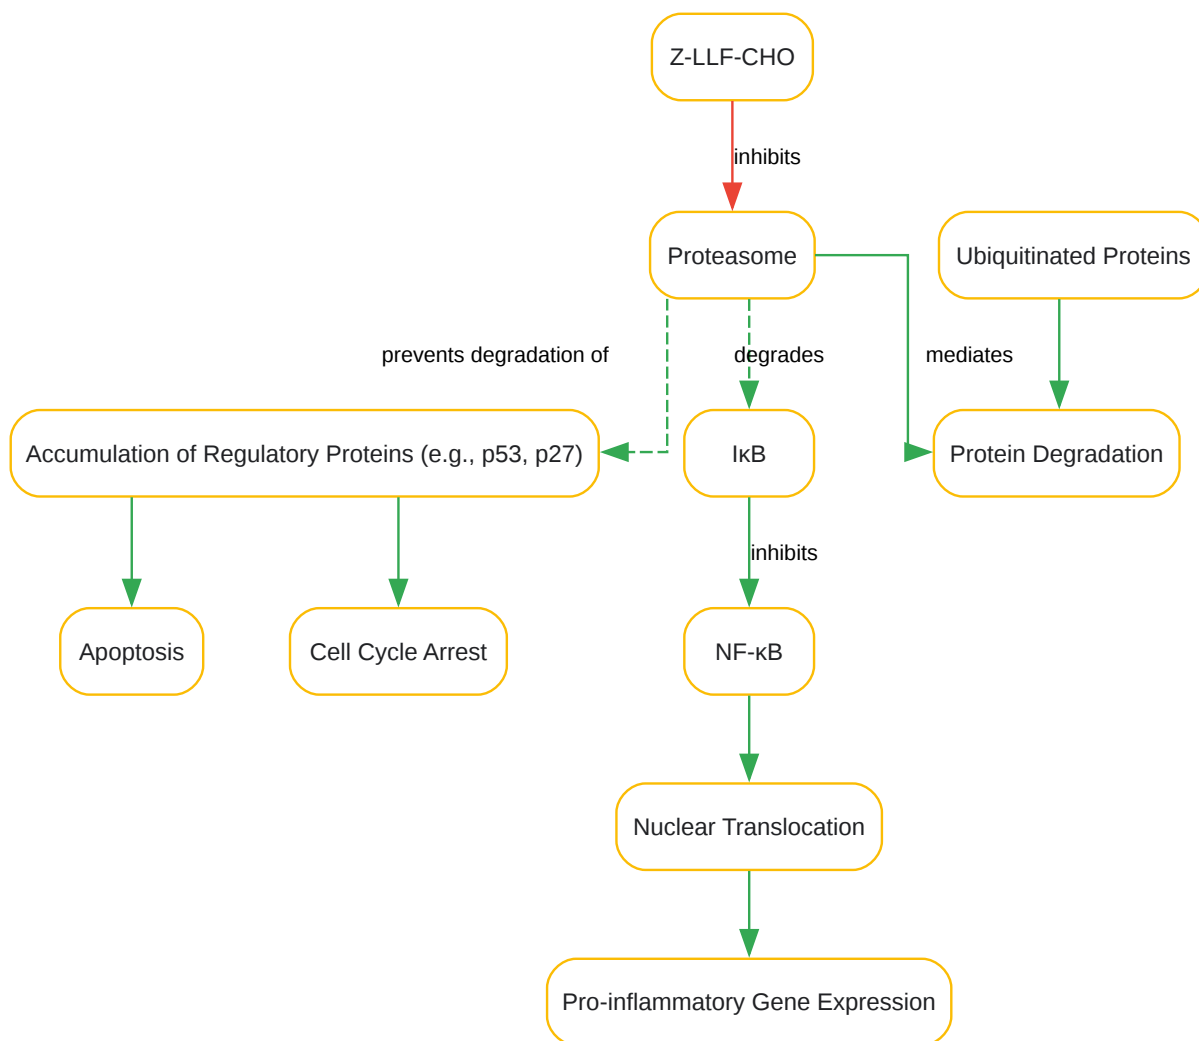 Z-LLF-CHO
inhibits
Proteasome
Ubiquitinated Proteins
prevents degradation of
degrades
mediates
Accumulation of Regulatory Proteins (e.g., p53, p27)
IκB
Protein Degradation
inhibits
Apoptosis
Cell Cycle Arrest
NF-κB
Nuclear Translocation
Pro-inflammatory Gene Expression